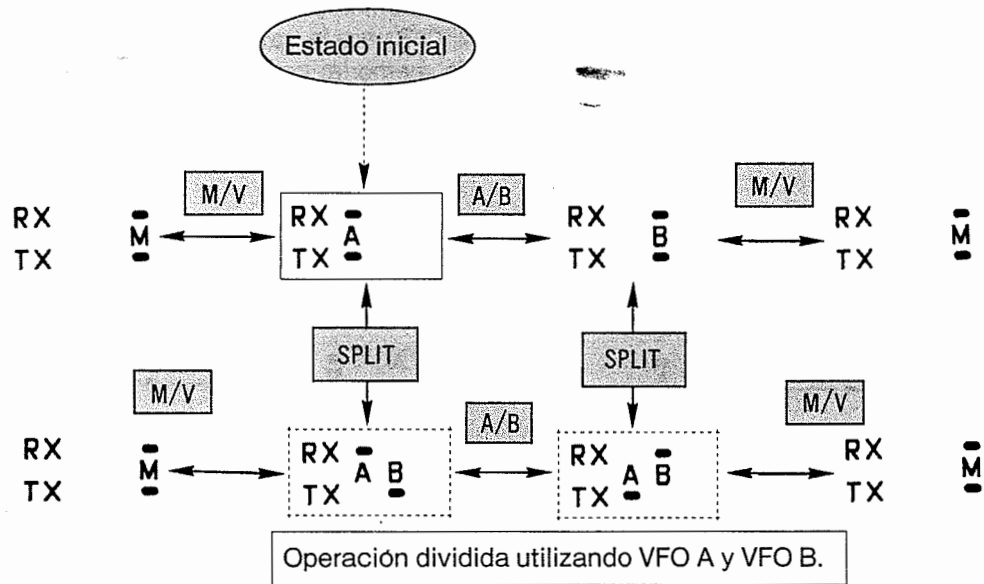 Estado inicial
M/V A/B M/V
RX RX RX RX
M A B M
TX TX TX TX
SPLIT SPLIT
M/V A/B M/V
RX RX RX RX
M A B A B M
TX TX TX TX
Operación dividida utilizando VFO A y VFO B.